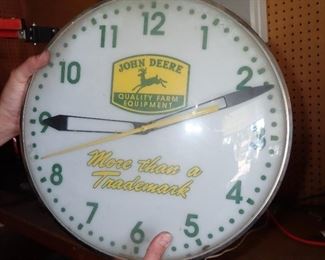 12
11
1
10
JOHN DEERE
QUALITY FARM
EQUIPMENT
2
9
3
More than a
Trademark
8
4
7
5
6